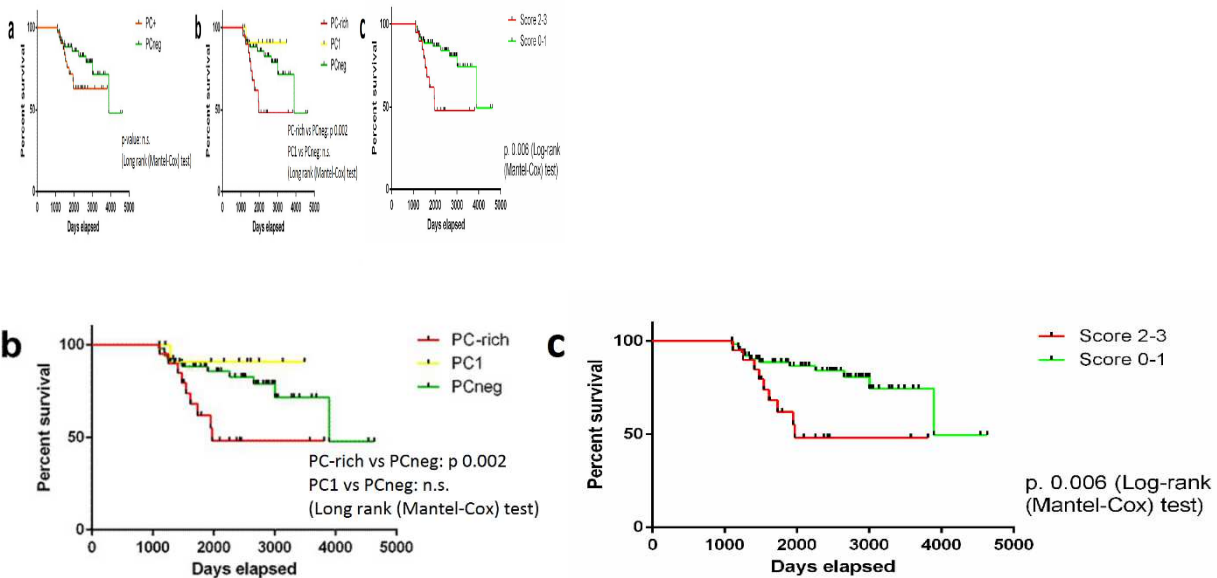 a
PC+
PCneg
Percent survival
100
50
0
p-value: n.s.
(Long rank (Mantel-Cox) test)
0 1000 2000 3000 4000 5000
Days elapsed
b
PC-rich
PC1
PCneg
Percent survival
100
50
0
PC-rich vs PCneg: p 0.002
PC1 vs PCneg: n.s.
(Long rank (Mantel-Cox) test)
0 1000 2000 3000 4000 5000
Days elapsed
c
Score 2-3
Score 0-1
Percent survival
100
50
0
p. 0.006 (Log-rank
(Mantel-Cox) test)
0 1000 2000 3000 4000 5000
Days elapsed
b
PC-rich
PC1
PCneg
Percent survival
100
50
0
PC-rich vs PCneg: p 0.002
PC1 vs PCneg: n.s.
(Long rank (Mantel-Cox) test)
0 1000 2000 3000 4000 5000
Days elapsed
c
Score 2-3
Score 0-1
Percent survival
100
50
0
p. 0.006 (Log-rank
(Mantel-Cox) test)
0 1000 2000 3000 4000 5000
Days elapsed